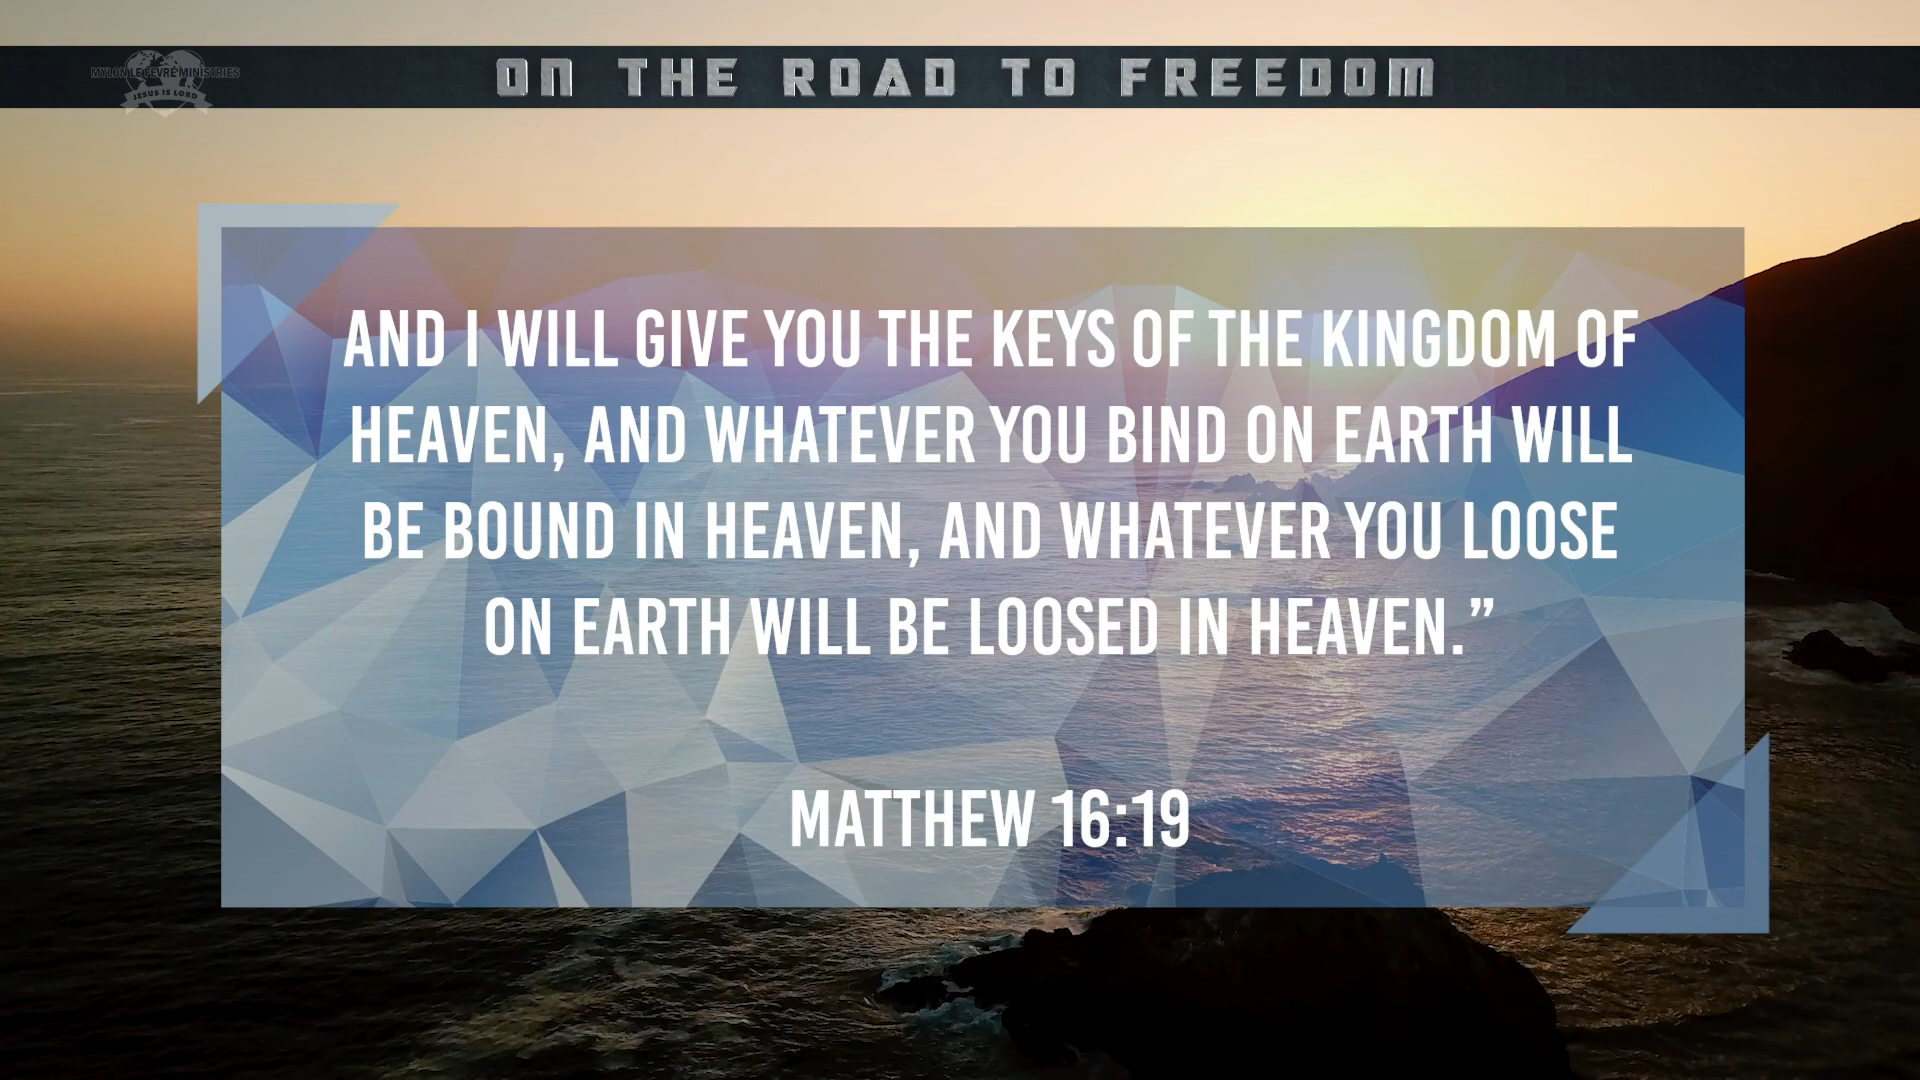 MYLON LE FEVRE MINISTRIES
JESUS IS LORD
ON THE ROAD TO FREEDOM
AND I WILL GIVE YOU THE KEYS OF THE KINGDOM OF
HEAVEN, AND WHATEVER YOU BIND ON EARTH WILL
BE BOUND IN HEAVEN, AND WHATEVER YOU LOOSE
ON EARTH WILL BE LOOSED IN HEAVEN.”
MATTHEW 16:19